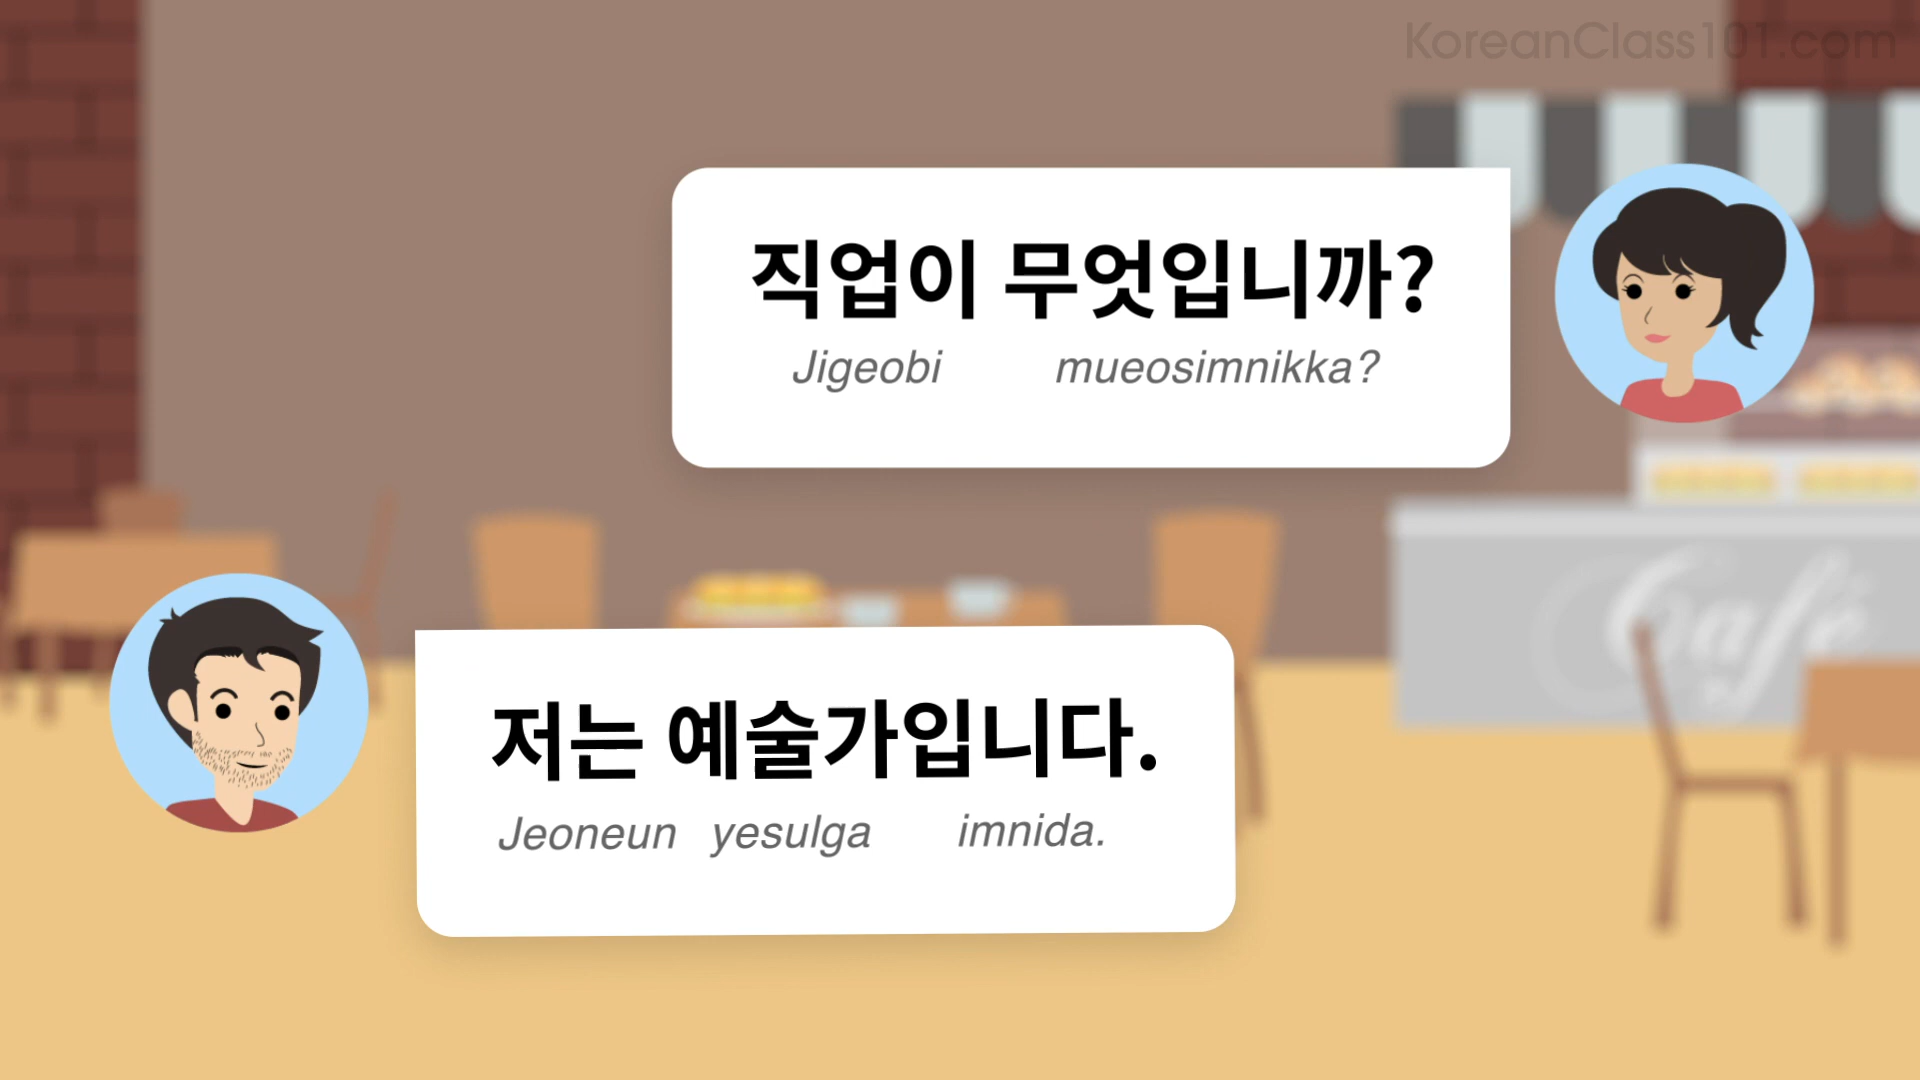 KoreanClass101.com
직업이 무엇입니까?
Jigeobi mueosimnikka?
Café
저는 예술가입니다.
Jeoneun yesulga imnida.